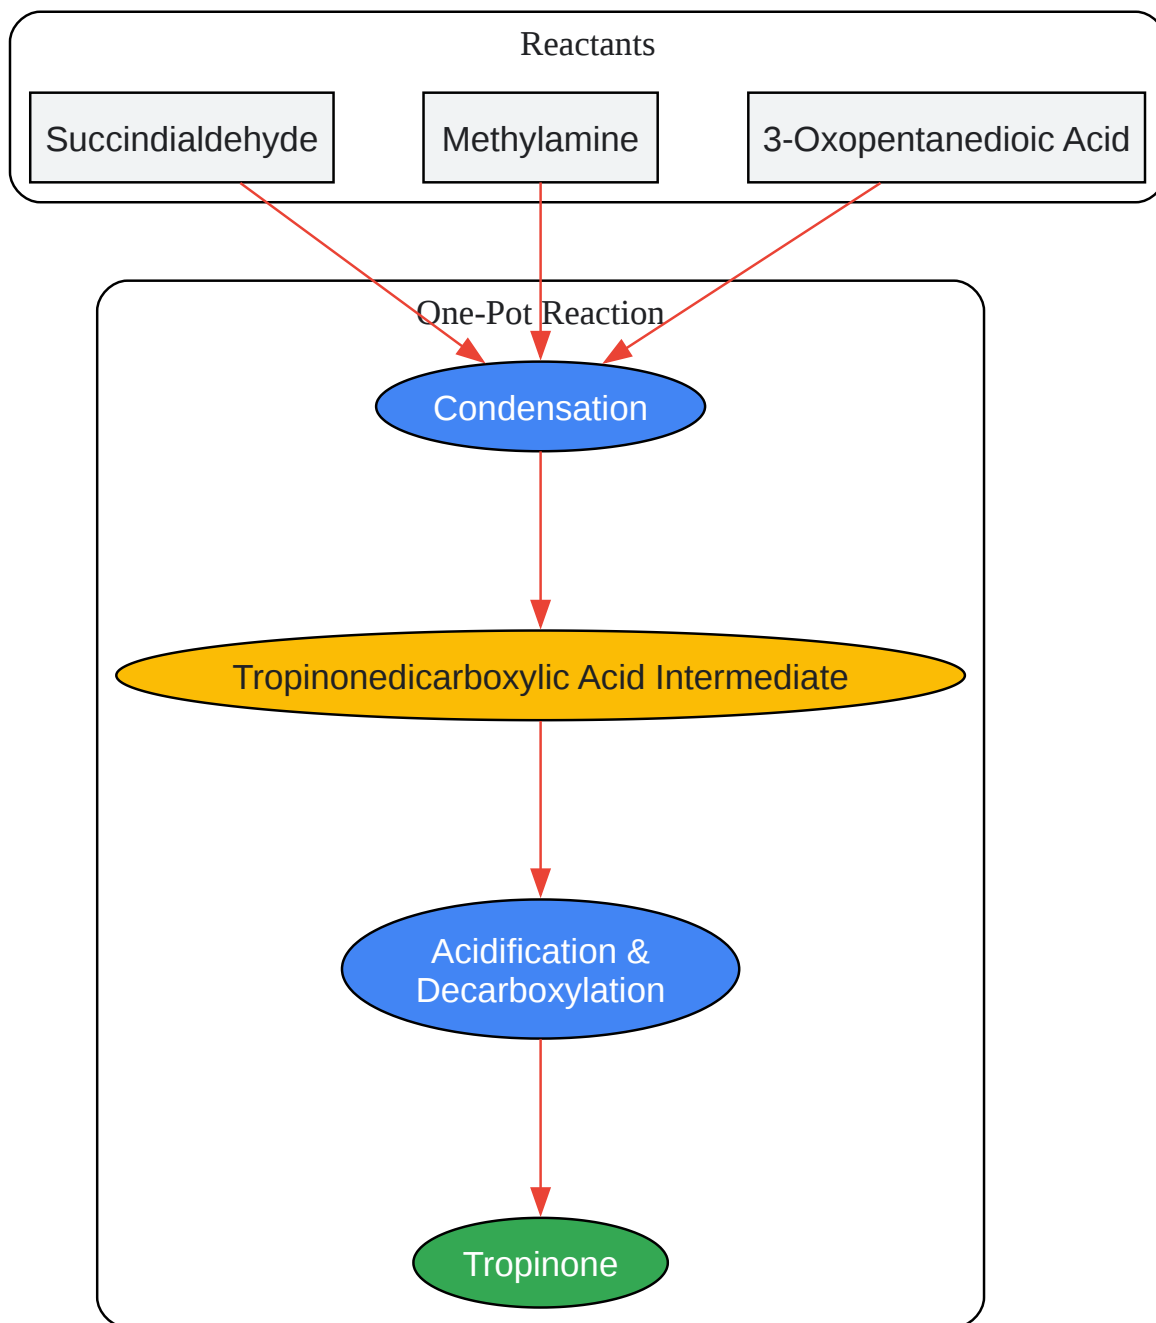 Reactants
Succindialdehyde
Methylamine
3-Oxopentanedioic Acid
One-Pot Reaction
Condensation
Tropinonedicarboxylic Acid Intermediate
Acidification &
Decarboxylation
Tropinone